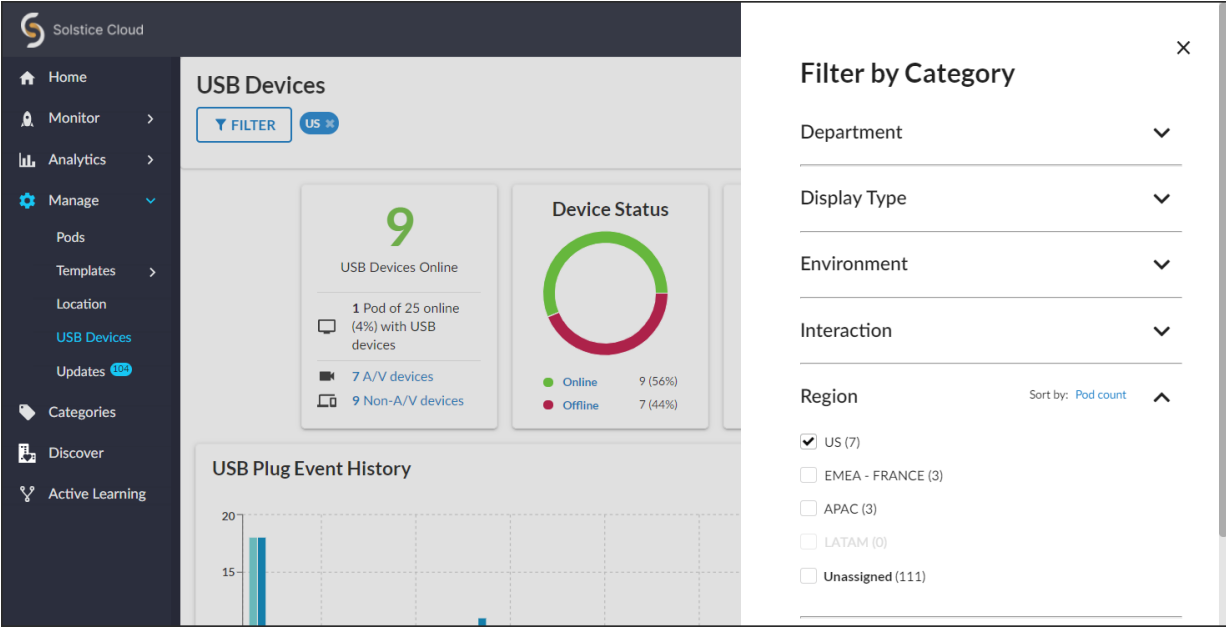 Solstice Cloud
Home
Monitor
Analytics
Manage
Pods
Templates
Location
USB Devices
Updates 104
Categories
Discover
Active Learning
USB Devices
FILTER
US ×
9
USB Devices Online
1 Pod of 25 online
(4%) with USB
devices
7 A/V devices
9 Non-A/V devices
Device Status
Online 9 (56%)
Offline 7 (44%)
USB Plug Event History
20
15
Filter by Category
Department
Display Type
Environment
Interaction
Region Sort by: Pod count
US (7)
EMEA - FRANCE (3)
APAC (3)
LATAM (0)
Unassigned (111)